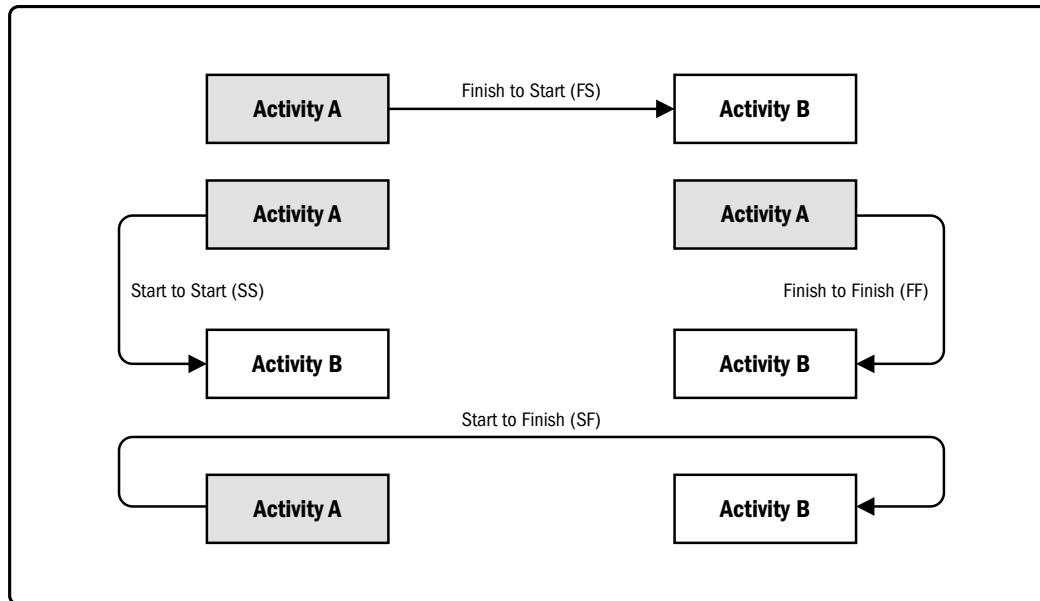 Activity A
Finish to Start (FS)
Activity B
Activity A
Activity A
Start to Start (SS)
Finish to Finish (FF)
Activity B
Activity B
Start to Finish (SF)
Activity A
Activity B